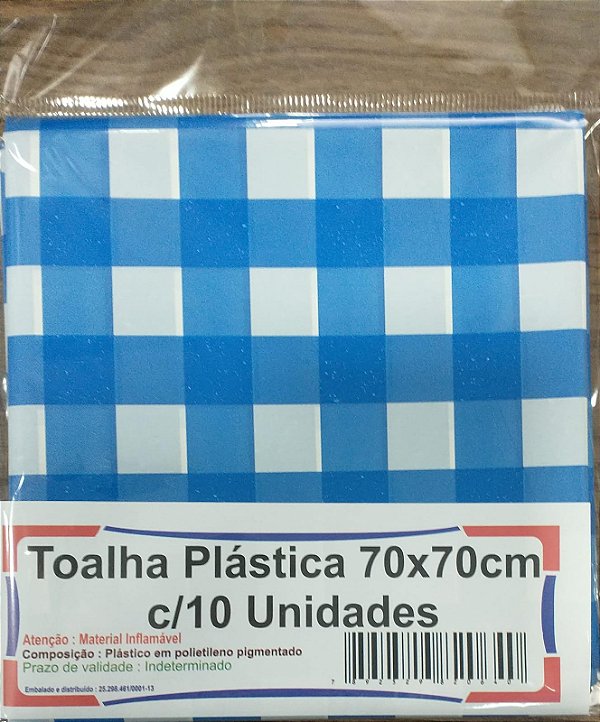 Toalha Plástica 70x70cm
c/10 Unidades
Atenção : Material Inflamável
Composição : Plástico em polietileno pigmentado
Prazo de validade : Indeterminado
Embalado e distribuido : 25.298.461/0001-13